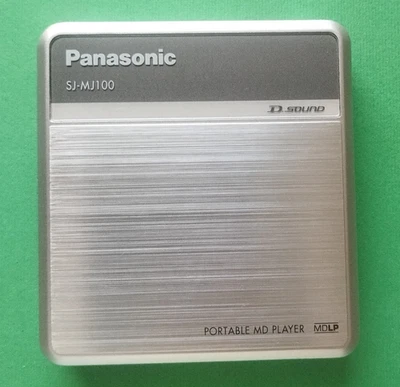 Panasonic
SJ-MJ100
D.SOUND
PORTABLE MD PLAYER MDLP